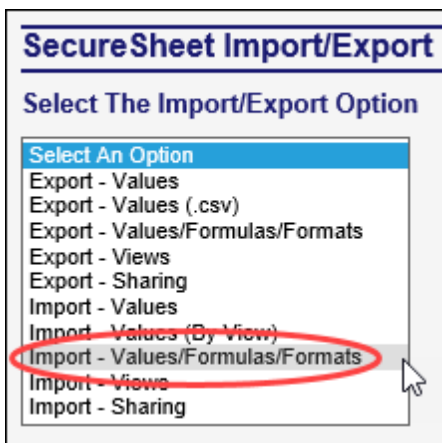 SecureSheet Import/Export
Select The Import/Export Option
Select An Option
Export - Values
Export - Values (.csv)
Export - Values/Formulas/Formats
Export - Views
Export - Sharing
Import - Values
Import - Values (By View)
Import - Values/Formulas/Formats
Import - Views
Import - Sharing